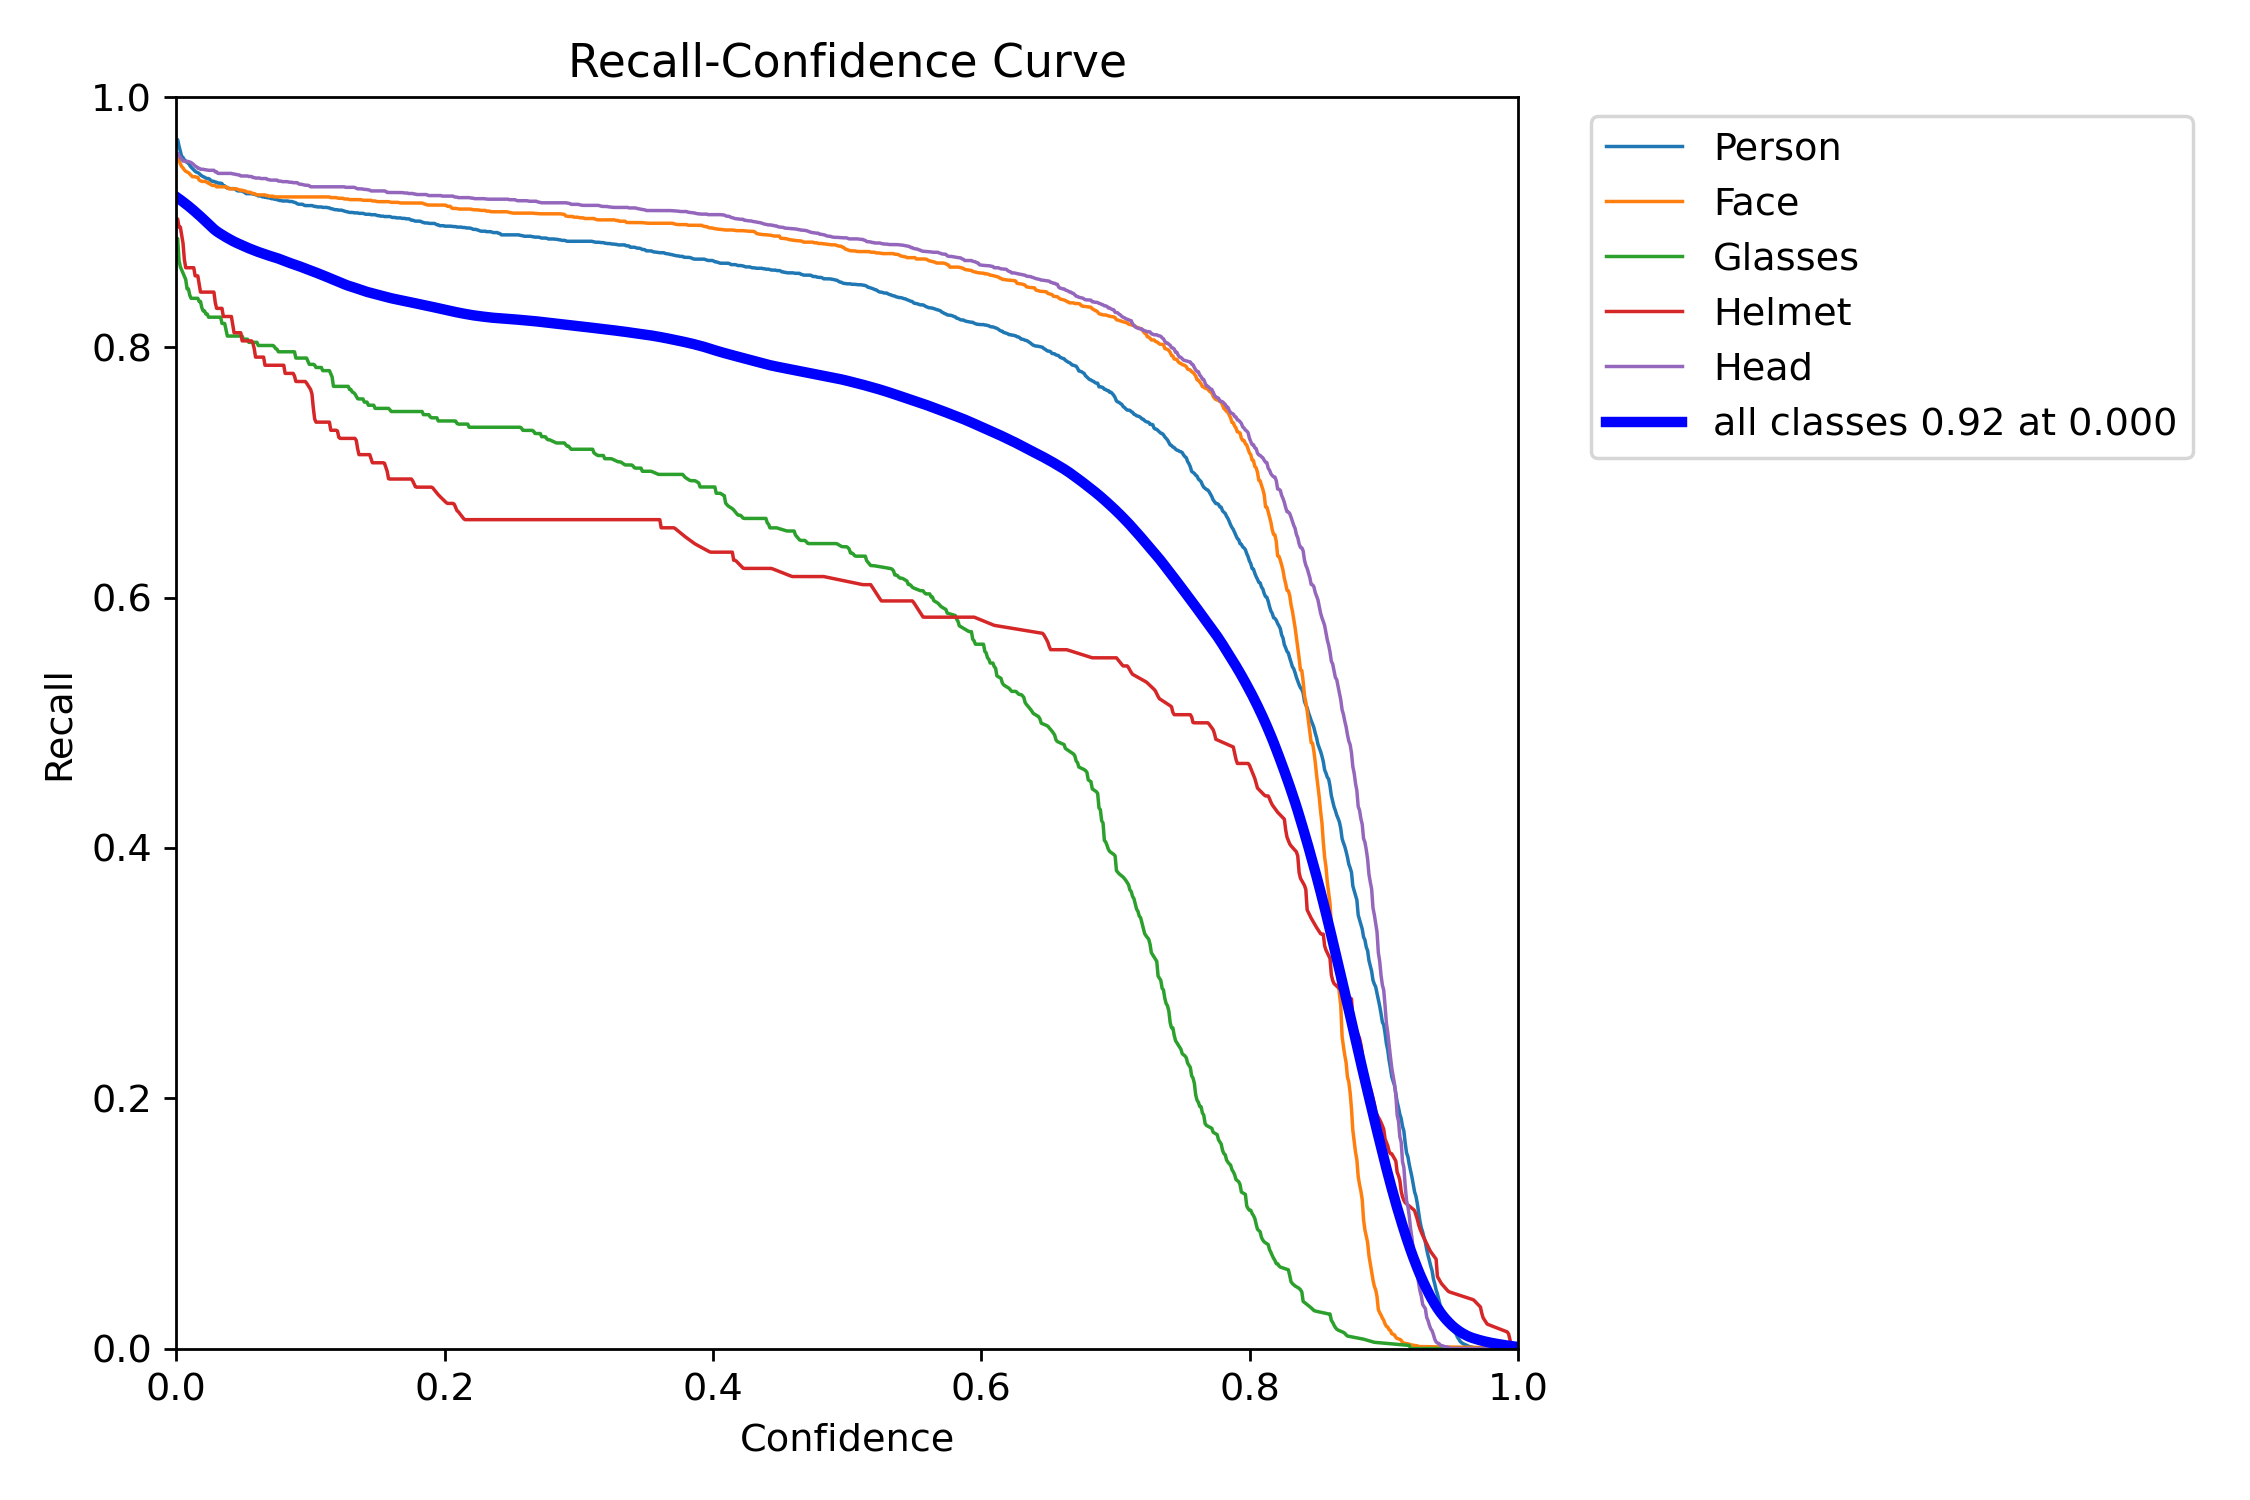 Recall-Confidence Curve
1.0
0.8
0.6
0.4
0.2
0.0
Recall
0.0 0.2 0.4 0.6 0.8 1.0
Confidence
Person
Face
Glasses
Helmet
Head
all classes 0.92 at 0.000